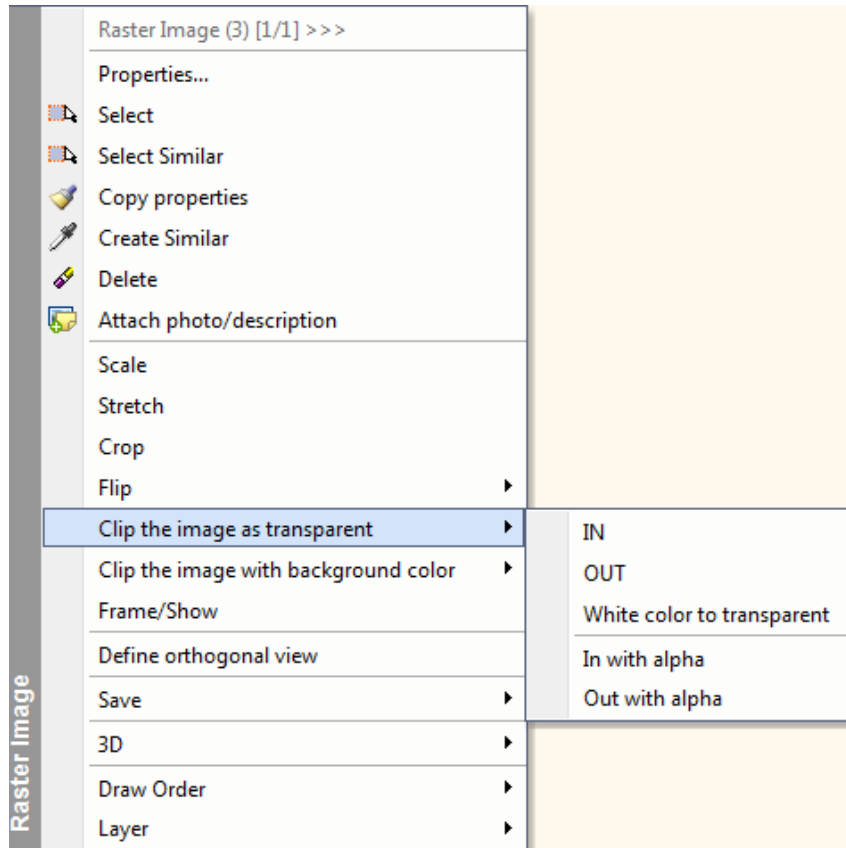 Raster Image (3) [1/1] >>>
Properties...
Select
Select Similar
Copy properties
Create Similar
Delete
Attach photo/description
Scale
Stretch
Crop
Flip
Clip the image as transparent
Clip the image with background color
Frame/Show
Define orthogonal view
Save
3D
Draw Order
Layer
IN
OUT
White color to transparent
In with alpha
Out with alpha
Raster Image